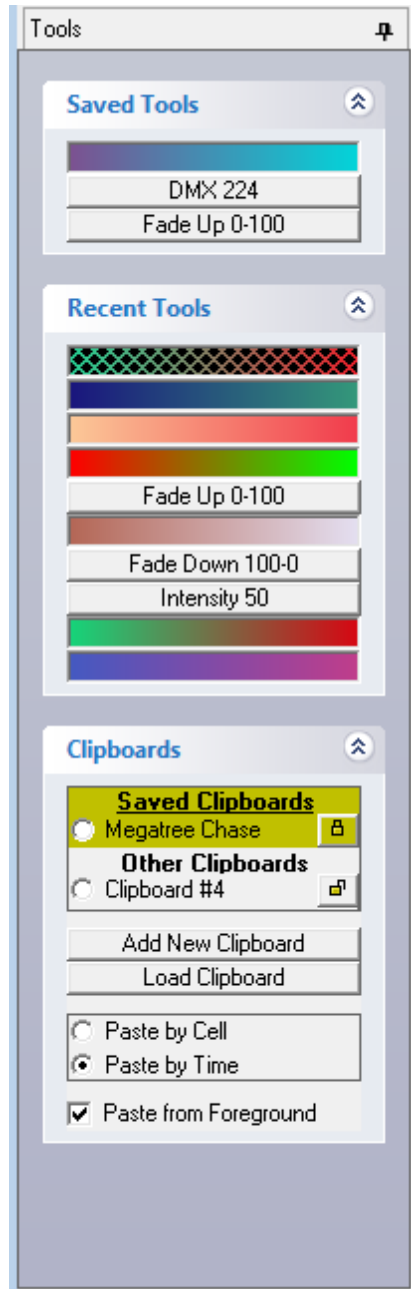 Tools
Saved Tools
DMX 224
Fade Up 0-100
Recent Tools
Fade Up 0-100
Fade Down 100-0
Intensity 50
Clipboards
Saved Clipboards
Megatree Chase
Other Clipboards
Clipboard #4
Add New Clipboard
Load Clipboard
Paste by Cell
Paste by Time
Paste from Foreground